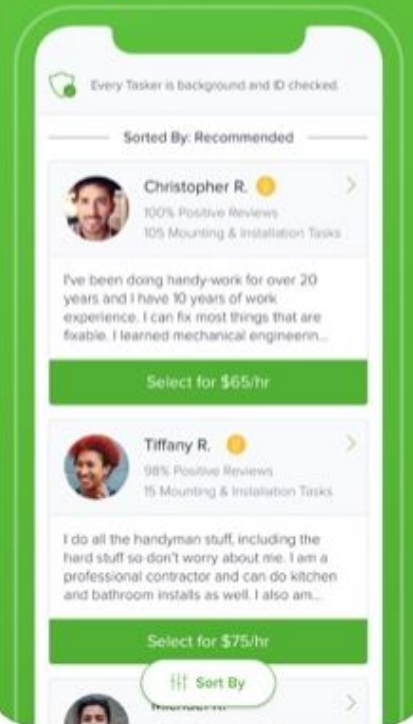 Every Tasker is background and ID checked.
Sorted By: Recommended
Christopher R.
100% Positive Reviews
105 Mounting & Installation Tasks
I've been doing handy-work for over 20
years and I have 10 years of work
experience. I can fix most things that are
fixable. I learned mechanical engineerin...
Select for $65/hr
Tiffany R.
98% Positive Reviews
15 Mounting & Installation Tasks
I do all the handyman stuff, including the
hard stuff so don't worry about me. I am a
professional contractor and can do kitchen
and bathroom installs as well. I also am...
Select for $75/hr
Sort By